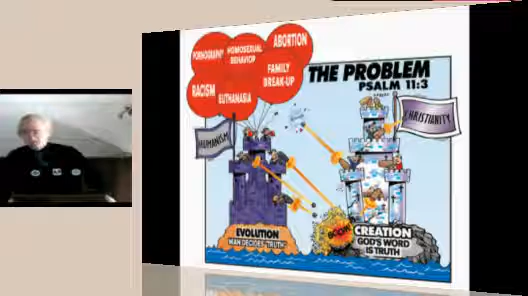 ABORTION
PORNOGRAPHY
HOMOSEXUAL
BEHAVIOR
FAMILY
BREAK-UP
RACISM
EUTHANASIA
THE PROBLEM
PSALM 11:3
HUMANISM
CHRISTIANITY
BOOM
EVOLUTION
MAN DECIDES "TRUTH"
CREATION
GOD'S WORD
IS TRUTH